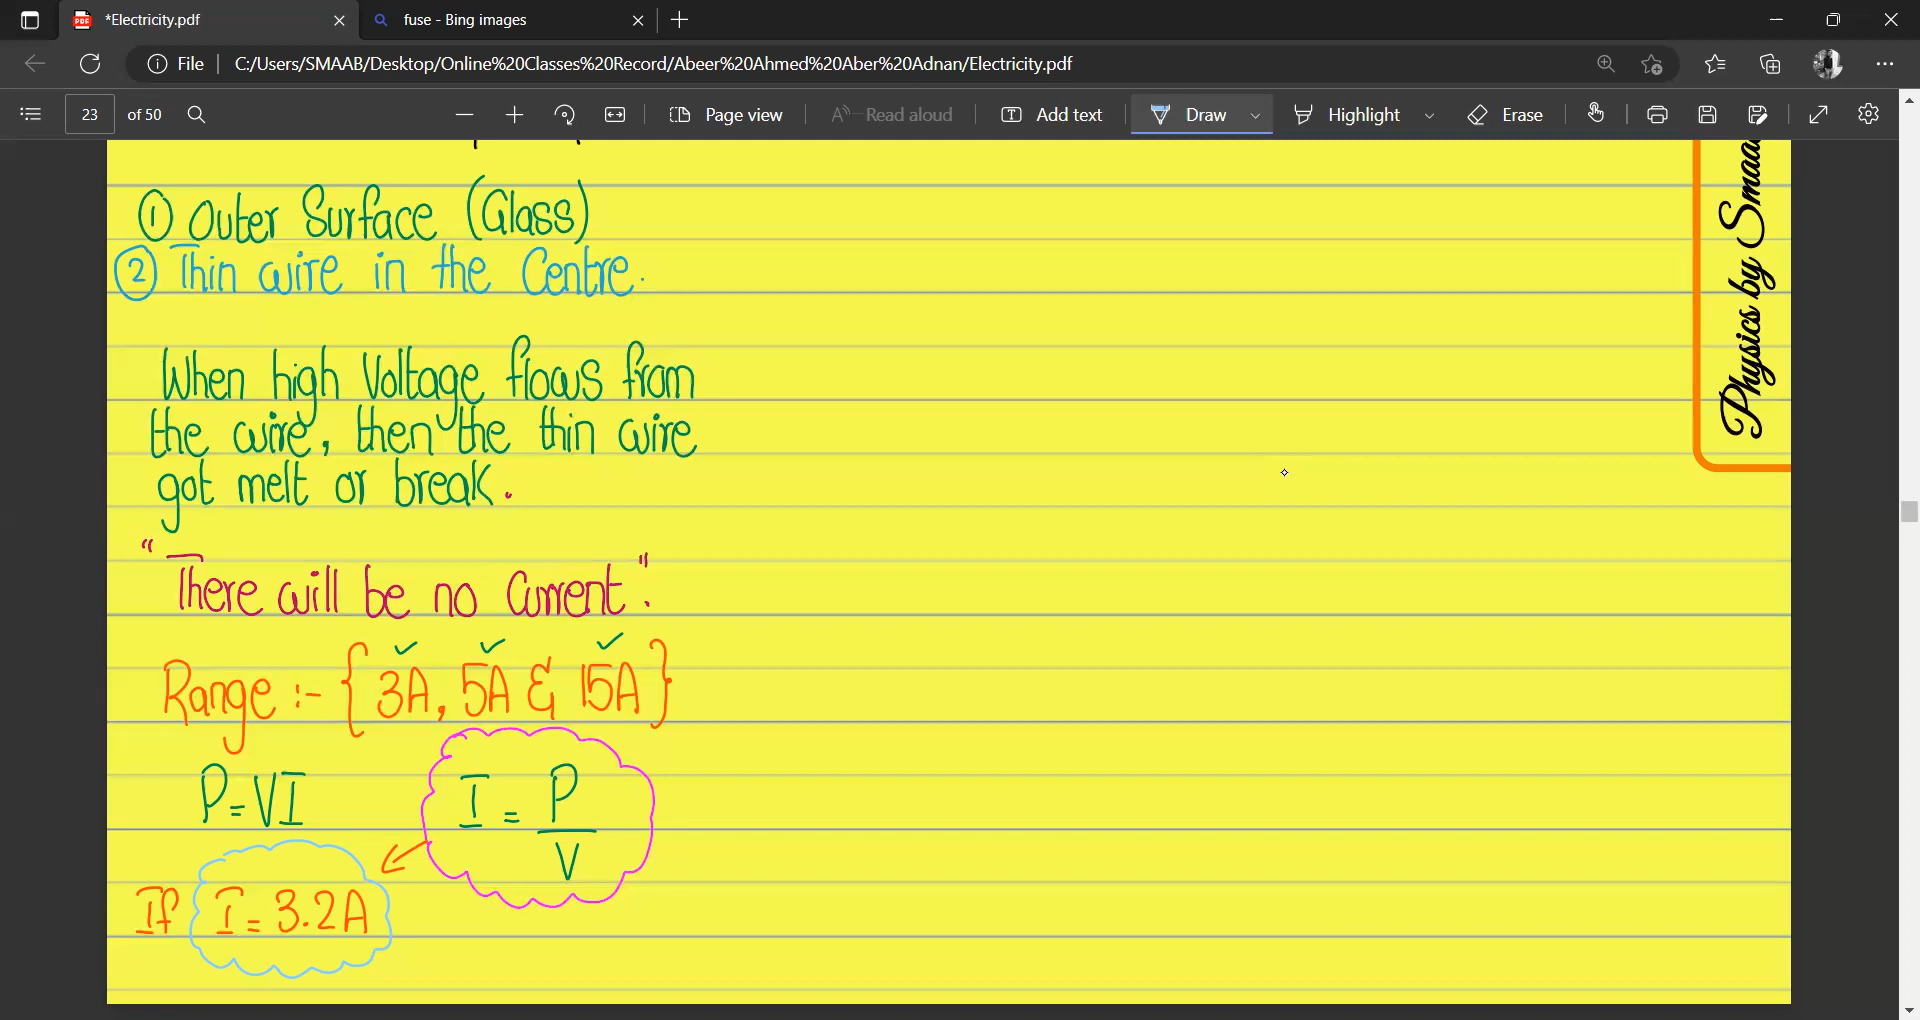 *Electricity.pdf
fuse - Bing images
File
C:/Users/SMAAB/Desktop/Online%20Classes%20Record/Abeer%20Ahmed%20Aber%20Adnan/Electricity.pdf
23 of 50
Page view
Read aloud
Add text
Draw
Highlight
Erase
① Outer Surface (Glass)
② Thin wire in the Centre.
When high Voltage flows from
the wire, then the thin wire
got melt or break.
"There will be no Current".
Range :- { 3A, 5A & 15A }
P=VI
I = P/V
If I = 3.2A
Physics by Smaa